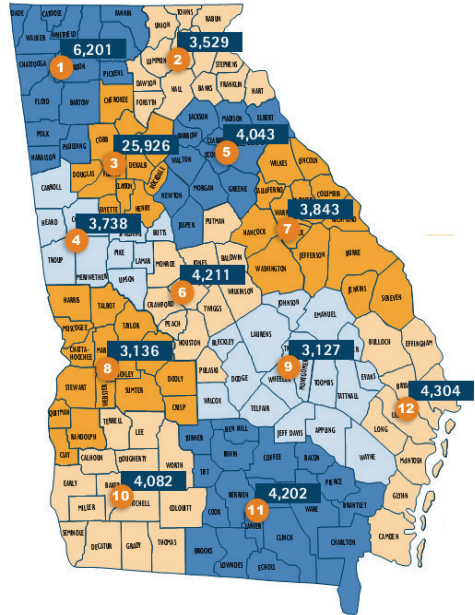 DADE CATOOSA FANNIN
WALKER WHITFIELD
6,201
CHATTOOGA
1
PICKENS
FLOYD BARTOW CHEROKEE
POLK
HARALSON PAULDING
TOWNS RABUN
UNION
3,529
2
LUMPKIN
STEPHENS
DAWSON
HALL BANKS FRANKLIN HART
FORSYTH
COBB
25,926
3
DOUGLAS DEKALB
ROCKDALE
CLAYTON
FAYETTE HENRY
JACKSON MADISON ELBERT
BARROW
4,043
5
WALTON
MORGAN GREENE
NEWTON
JASPER
CARROLL
HEARD
3,738
4
BUTTS
TROUP PIKE LAMAR
MERIWETHER UPSON
WILKES LINCOLN
TALIAFERRO COLUMBIA
3,843
7
HANCOCK
JEFFERSON BURKE
WASHINGTON
JENKINS SCREVEN
PUTMAN
MONROE JONES BALDWIN
4,211
6
CRAWFORD WILKINSON
TWIGGS
PEACH
HOUSTON BLECKLEY
PULASKI
HARRIS TALBOT
MUSCOGEE TAYLOR
CHATTA-
HOOCHEE
3,136
8
STEWART WEBSTER SUMTER DOOLY
CRISP
QUITMAN
RANDOLPH
CLAY
JOHNSON EMANUEL
LAURENS
3,127
9
DODGE WHEELER MONTGOMERY TOOMBS TATTNALL EVANS
WILCOX TELFAIR
JEFF DAVIS APPLING
WAYNE
BULLOCH EFFINGHAM
4,304
12
LONG
McINTOSH
GLYNN
CAMDEN
TERRELL LEE
CALHOUN DOUGHERTY WORTH
4,082
10
EARLY BAKER MITCHELL
MILLER COLQUITT
SEMINOLE
DECATUR GRADY THOMAS
TURNER BEN HILL
IRWIN COFFEE BACON
TIFT
PIERCE
4,202
11
BERRIEN BRANTLEY
COOK WARE
LANIER
CLINCH CHARLTON
BROOKS
LOWNDES ECHOLS